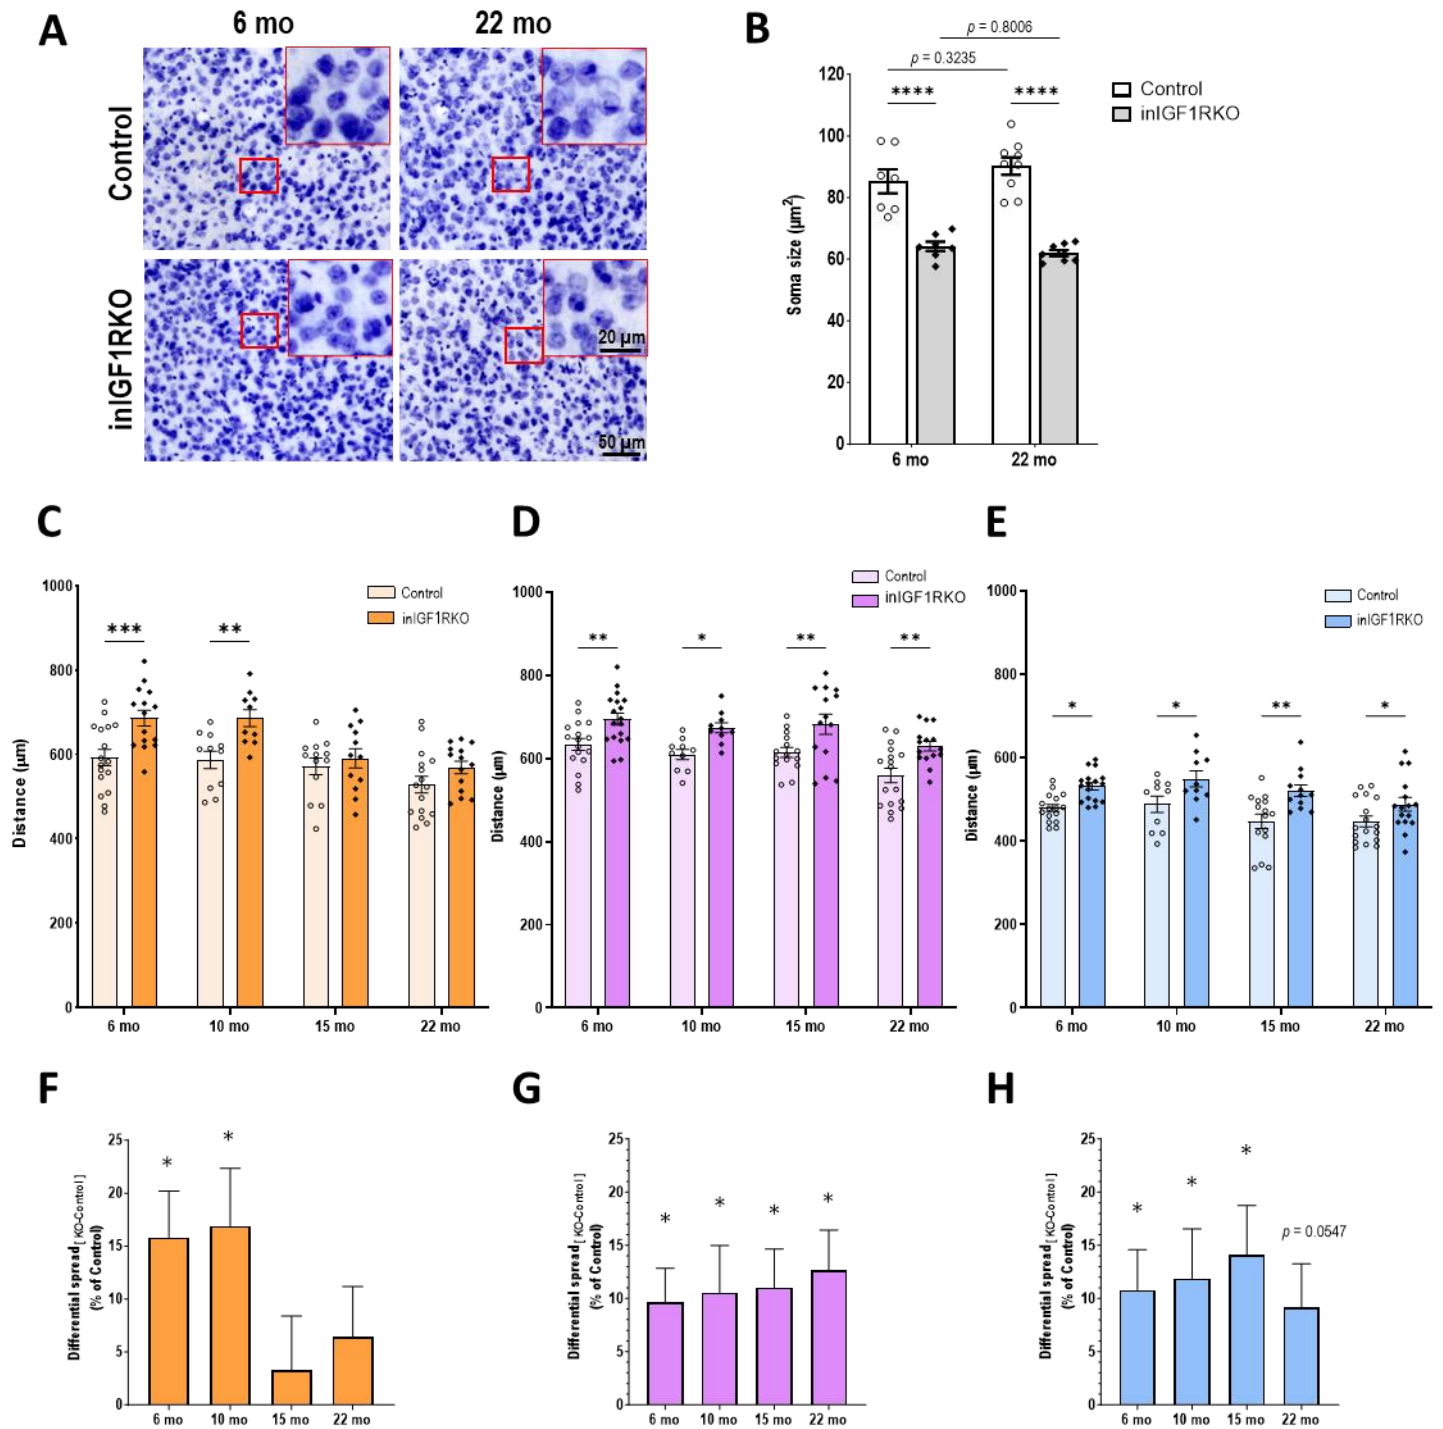 A
6 mo
22 mo
Control
inIGF1RKO
20 µm
50 µm
B
p = 0.8006
p = 0.3235
**** ****
Control
inIGF1RKO
Soma size (µm²)
120
100
80
60
40
20
0
6 mo 22 mo
C
Distance (µm)
1000
800
600
400
200
0
*** **
Control
inIGF1RKO
6 mo 10 mo 15 mo 22 mo
D
Distance (µm)
1000
800
600
400
200
0
** * ** **
Control
inIGF1RKO
6 mo 10 mo 15 mo 22 mo
E
Distance (µm)
1000
800
600
400
200
0
* * ** *
Control
inIGF1RKO
6 mo 10 mo 15 mo 22 mo
F
Differential spread [KO-Control]
(% of Control)
25
20
15
10
5
0
* *
6 mo 10 mo 15 mo 22 mo
G
Differential spread [KO-Control]
(% of Control)
25
20
15
10
5
0
* * * *
6 mo 10 mo 15 mo 22 mo
H
Differential spread [KO-Control]
(% of Control)
25
20
15
10
5
0
* * *
p = 0.0547
6 mo 10 mo 15 mo 22 mo